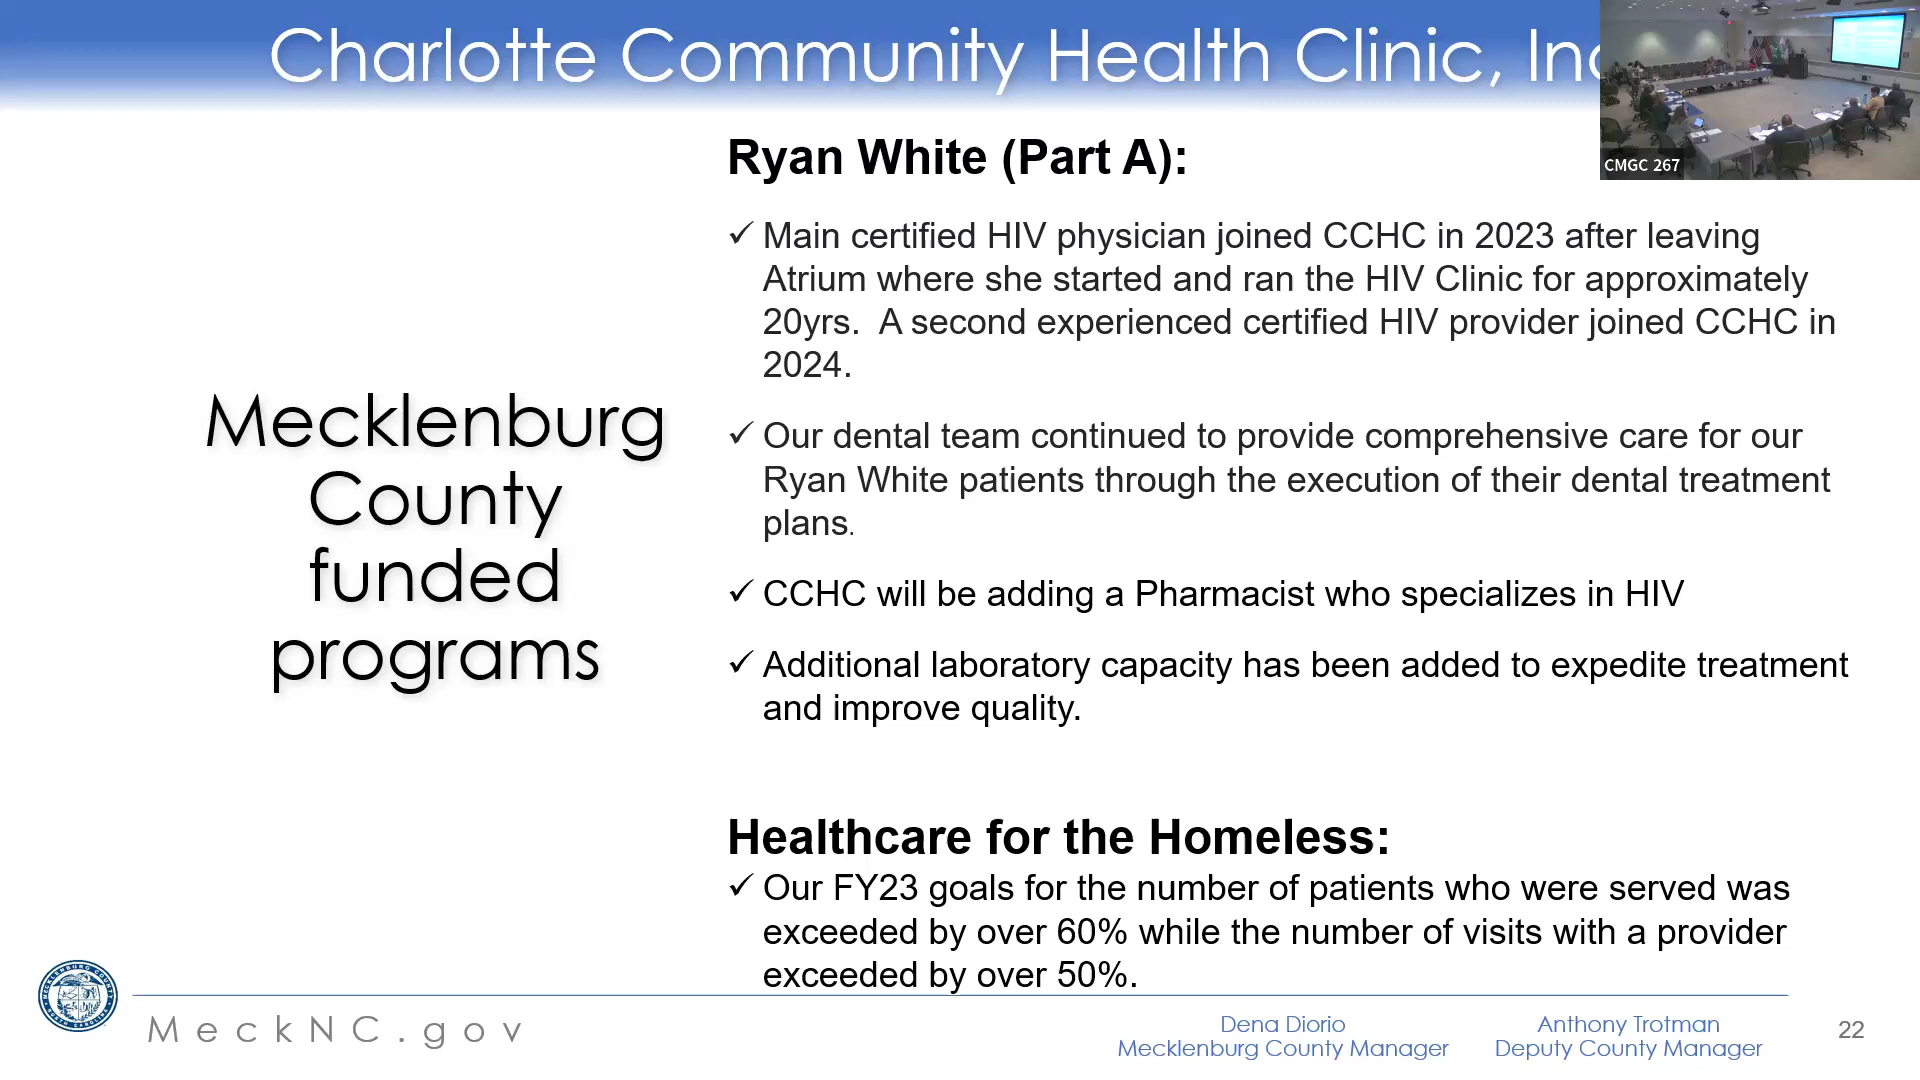 Charlotte Community Health Clinic, Inc
CMGC 267
Ryan White (Part A):
✓ Main certified HIV physician joined CCHC in 2023 after leaving
Atrium where she started and ran the HIV Clinic for approximately
20yrs.  A second experienced certified HIV provider joined CCHC in
2024.
✓ Our dental team continued to provide comprehensive care for our
Ryan White patients through the execution of their dental treatment
plans.
✓ CCHC will be adding a Pharmacist who specializes in HIV
✓ Additional laboratory capacity has been added to expedite treatment
and improve quality.
Mecklenburg
County
funded
programs
Healthcare for the Homeless:
✓ Our FY23 goals for the number of patients who were served was
exceeded by over 60% while the number of visits with a provider
exceeded by over 50%.
MECKLENBURG COUNTY
NORTH CAROLINA
MeckNC.gov
Dena Diorio
Mecklenburg County Manager
Anthony Trotman
Deputy County Manager
22